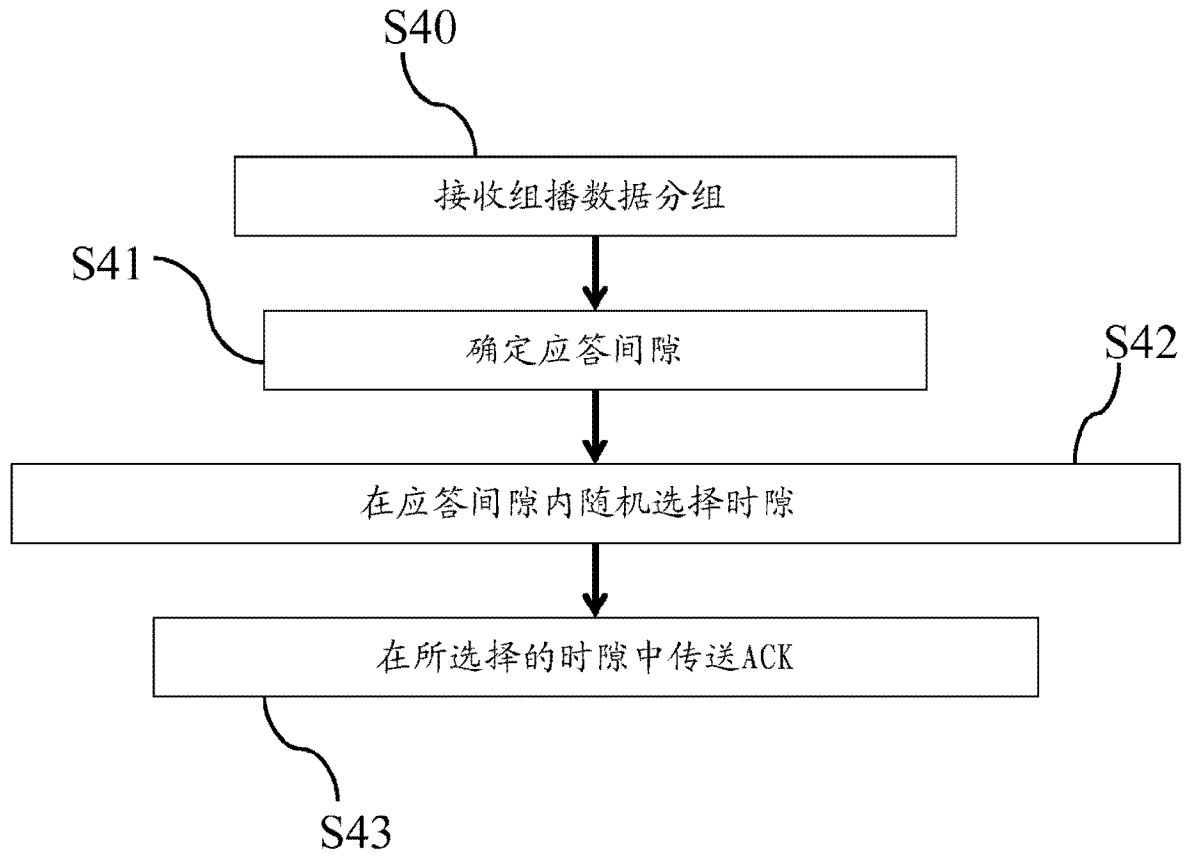 S40
接收组播数据分组
S41
确定应答间隙
S42
在应答间隙内随机选择时隙
在所选择的时隙中传送ACK
S43